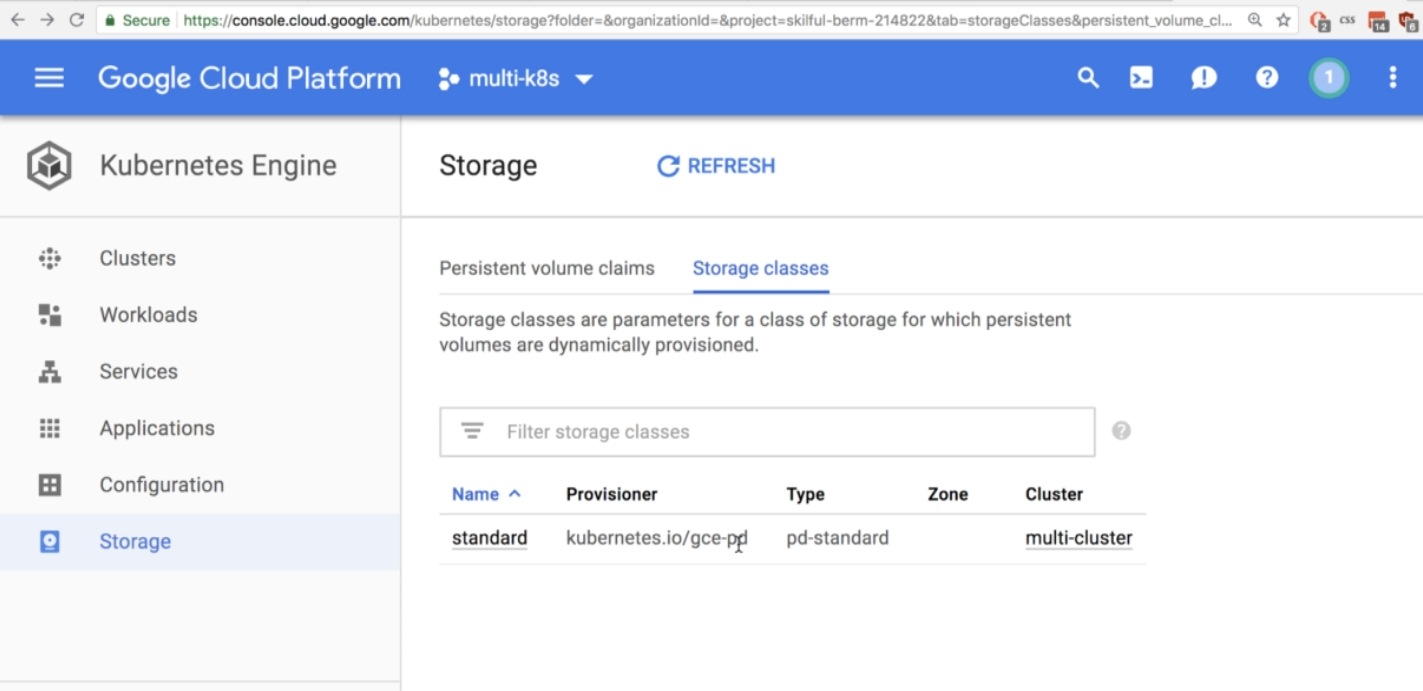 Secure https://console.cloud.google.com/kubernetes/storage?folder=&organizationId=&project=skilful-berm-214822&tab=storageClasses&persistent_volume_cl... 2 css 14 6
Google Cloud Platform multi-k8s 1
Kubernetes Engine
Storage REFRESH
Clusters
Workloads
Services
Applications
Configuration
Storage
Persistent volume claims Storage classes
Storage classes are parameters for a class of storage for which persistent
volumes are dynamically provisioned.
Filter storage classes
Name Provisioner Type Zone Cluster
standard kubernetes.io/gce-pd pd-standard multi-cluster